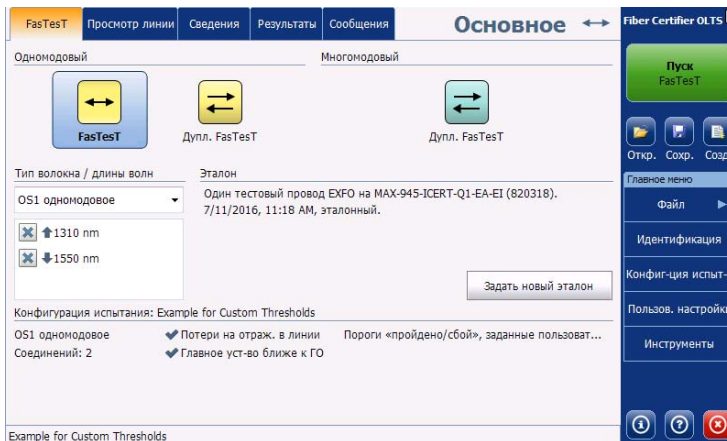 FasTesT
Просмотр линии
Сведения
Результаты
Сообщения
Основное
Fiber Certifier OLTS
Одномодовый
Многомодовый
FasTesT
Дупл. FasTesT
Дупл. FasTesT
Пуск
FasTesT
Откр.
Сохр.
Созд
Тип волокна / длины волн
Эталон
OS1 одномодовое
Один тестовый провод EXFO на MAX-945-ICERT-Q1-EA-EI (820318).
7/11/2016, 11:18 AM, эталонный.
1310 nm
1550 nm
Задать новый эталон
Главное меню
Файл
Идентификация
Конфиг-ция испыт-
Пользов. настройки
Инструменты
Конфигурация испытания: Example for Custom Thresholds
OS1 одномодовое
Потери на отраж. в линии
Пороги «пройдено/сбой», заданные пользоват...
Соединений: 2
Главное уст-во ближе к ГО
Example for Custom Thresholds